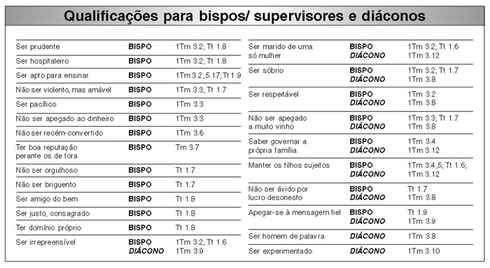 Qualificações para bispos/ supervisores e diáconos
Ser prudente BISPO 1Tm 3.2; Tt 1.8
Ser hospitaleiro BISPO 1Tm 3.2; Tt 1.8
Ser apto para ensinar BISPO 1Tm3.2;5.17;Tt1.9
Não ser violento, mas amável BISPO 1Tm 3.3; Tt 1.7
Ser pacífico BISPO 1Tm 3.3
Não ser apegado ao dinheiro BISPO 1Tm 3.3
Não ser recém-convertido BISPO 1Tm 3.6
Ter boa reputação BISPO Tm 3.7
perante os de fora
Não ser orgulhoso BISPO Tt 1.7
Não ser briguento BISPO Tt 1.7
Ser amigo do bem BISPO Tt 1.8
Ser justo, consagrado BISPO Tt 1.8
Ter domínio próprio BISPO Tt 1.8
Ser irrepreensível BISPO 1Tm 3.2; Tt 1.6
DIÁCONO 1Tm 3.9
Ser marido de uma BISPO 1Tm 3.2; Tt 1.6
só mulher DIÁCONO 1Tm 3.12
Ser sóbrio BISPO 1Tm 3.2; Tt 1.7
DIÁCONO 1Tm 3.8
Ser respeitável BISPO 1Tm 3.2
DIÁCONO 1Tm 3.8
Não ser apegado BISPO 1Tm 3.3; Tt 1.7
a muito vinho DIÁCONO 1Tm 3.8
Saber governar a BISPO 1Tm 3.4
própria família DIÁCONO 1Tm 3.12
Manter os filhos sujeitos BISPO 1Tm 3.4,5; Tt 1.6;
DIÁCONO 1Tm 3.12
Não ser ávido por BISPO Tt 1.7
lucro desonesto DIÁCONO 1Tm 3.8
Apegar-se à mensagem fiel BISPO Tt 1.9
DIÁCONO 1Tm 3.9
Ser homem de palavra DIÁCONO 1Tm 3.8
Ser experimentado DIÁCONO 1Tm 3:10